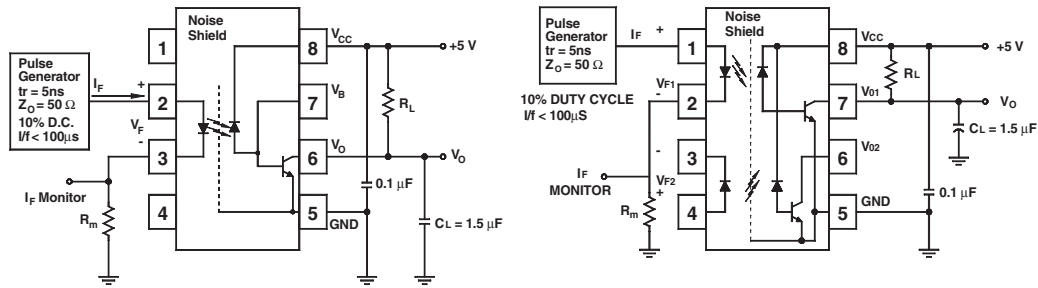 Noise
Shield
Pulse
Generator
tr = 5ns
ZO = 50 Ω
10% D.C.
I/f < 100µs
IF
+
VF
-
IF Monitor
Rm
1
2
3
4
8
7
6
5
VCC
VB
VO
GND
+5 V
RL
VO
0.1 µF
CL = 1.5 µF
Pulse
Generator
tr = 5ns
ZO = 50 Ω
10% DUTY CYCLE
I/f < 100µS
Noise
Shield
IF
+
VF1
-
-
VF2
+
IF
MONITOR
Rm
1
2
3
4
8
7
6
5
VCC
V01
V02
GND
+5 V
RL
VO
CL = 1.5 µF
0.1 µF